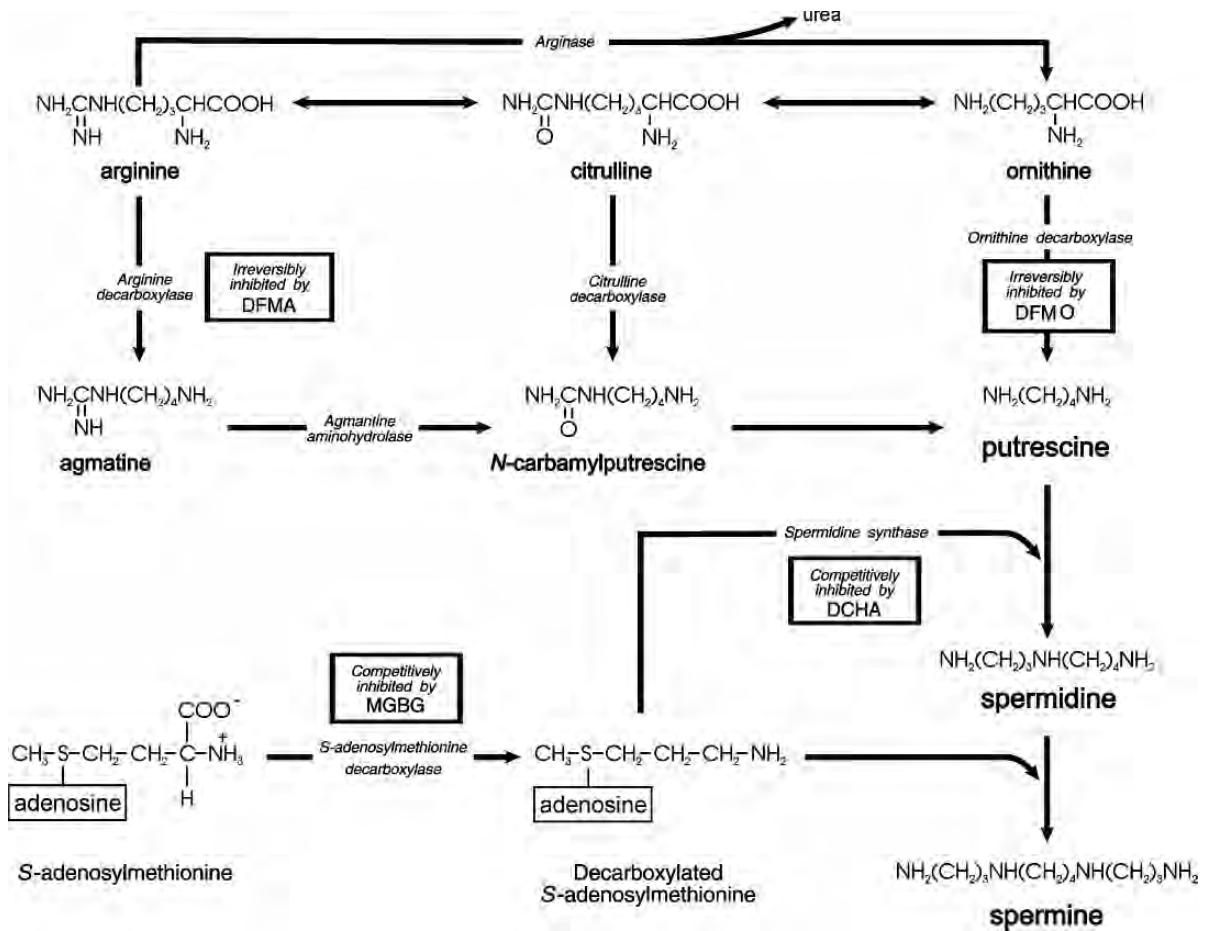 urea
Arginase
NH₂CNH(CH₂)₃CHCOOH
NH NH₂
arginine
NH₂CNH(CH₂)₄CHCOOH
O NH₂
citrulline
NH₂(CH₂)₃CHCOOH
NH₂
ornithine
Arginine
decarboxylase
Irreversibly
inhibited by
DFMA
Citrulline
decarboxylase
Ornithine decarboxylase
Irreversibly
inhibited by
DFMO
NH₂CNH(CH₂)₄NH₂
NH
agmatine
Agmantine
aminohydrolase
NH₂CNH(CH₂)₄NH₂
O
N-carbamylputrescine
NH₂(CH₂)₄NH₂
putrescine
Spermidine synthase
Competitively
inhibited by
DCHA
NH₂(CH₂)₃NH(CH₂)₄NH₂
spermidine
COO⁻
CH₃-S-CH₂-CH₂-C-NH₃⁺
H
adenosine
S-adenosylmethionine
Competitively
inhibited by
MGBG
S-adenosylmethionine
decarboxylase
CH₃-S-CH₂-CH₂-CH₂-NH₂
adenosine
Decarboxylated
S-adenosylmethionine
NH₂(CH₂)₃NH(CH₂)₄NH(CH₂)₃NH₂
spermine